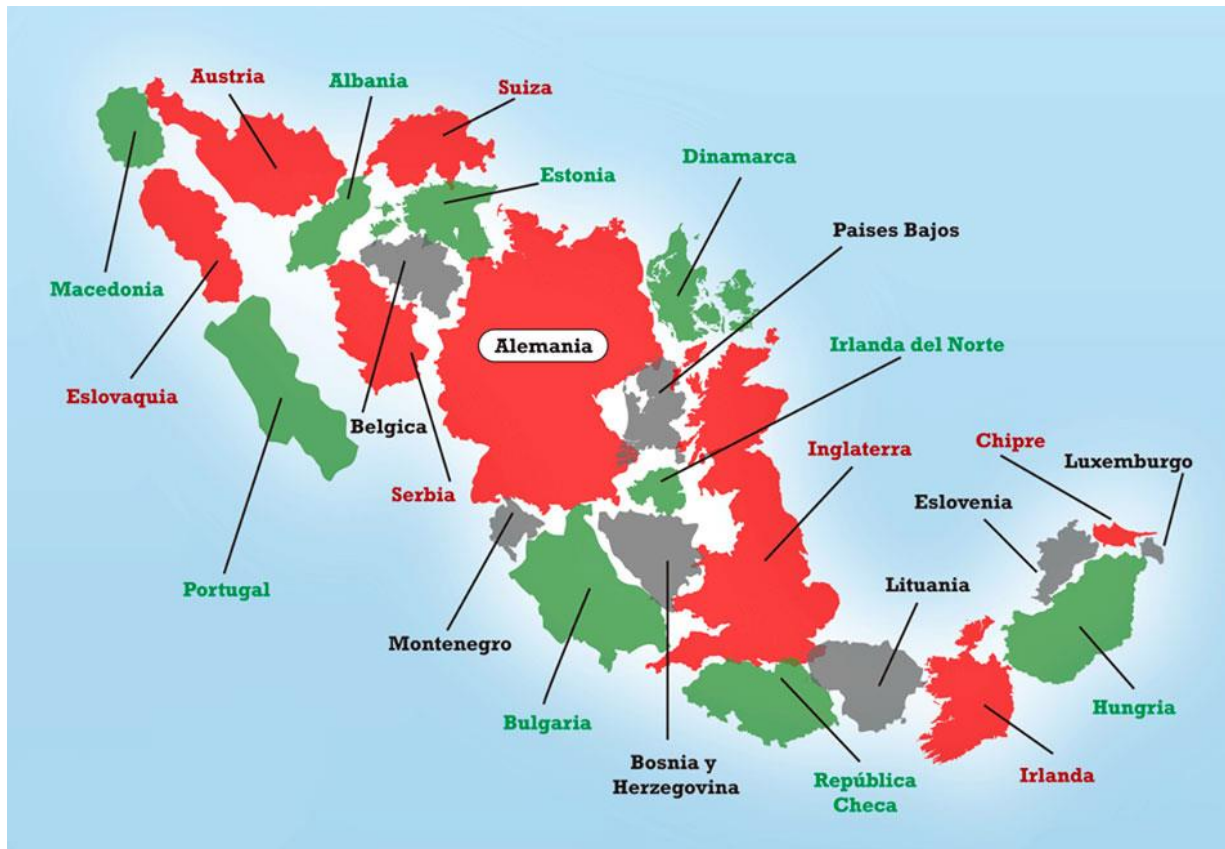 Austria
Albania
Suiza
Dinamarca
Estonia
Paises Bajos
Macedonia
Alemania
Irlanda del Norte
Eslovaquia
Belgica
Inglaterra
Chipre
Luxemburgo
Serbia
Eslovenia
Portugal
Lituania
Montenegro
Bulgaria
Hungria
Bosnia y
Herzegovina
República
Checa
Irlanda